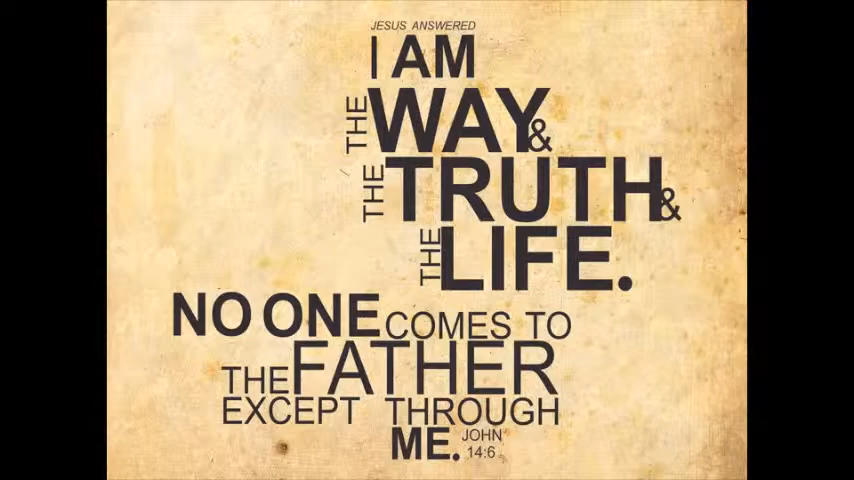 JESUS ANSWERED
I AM
THE WAY &
THE TRUTH &
THE LIFE.
NO ONE COMES TO
THE FATHER
EXCEPT THROUGH
ME. JOHN
14:6